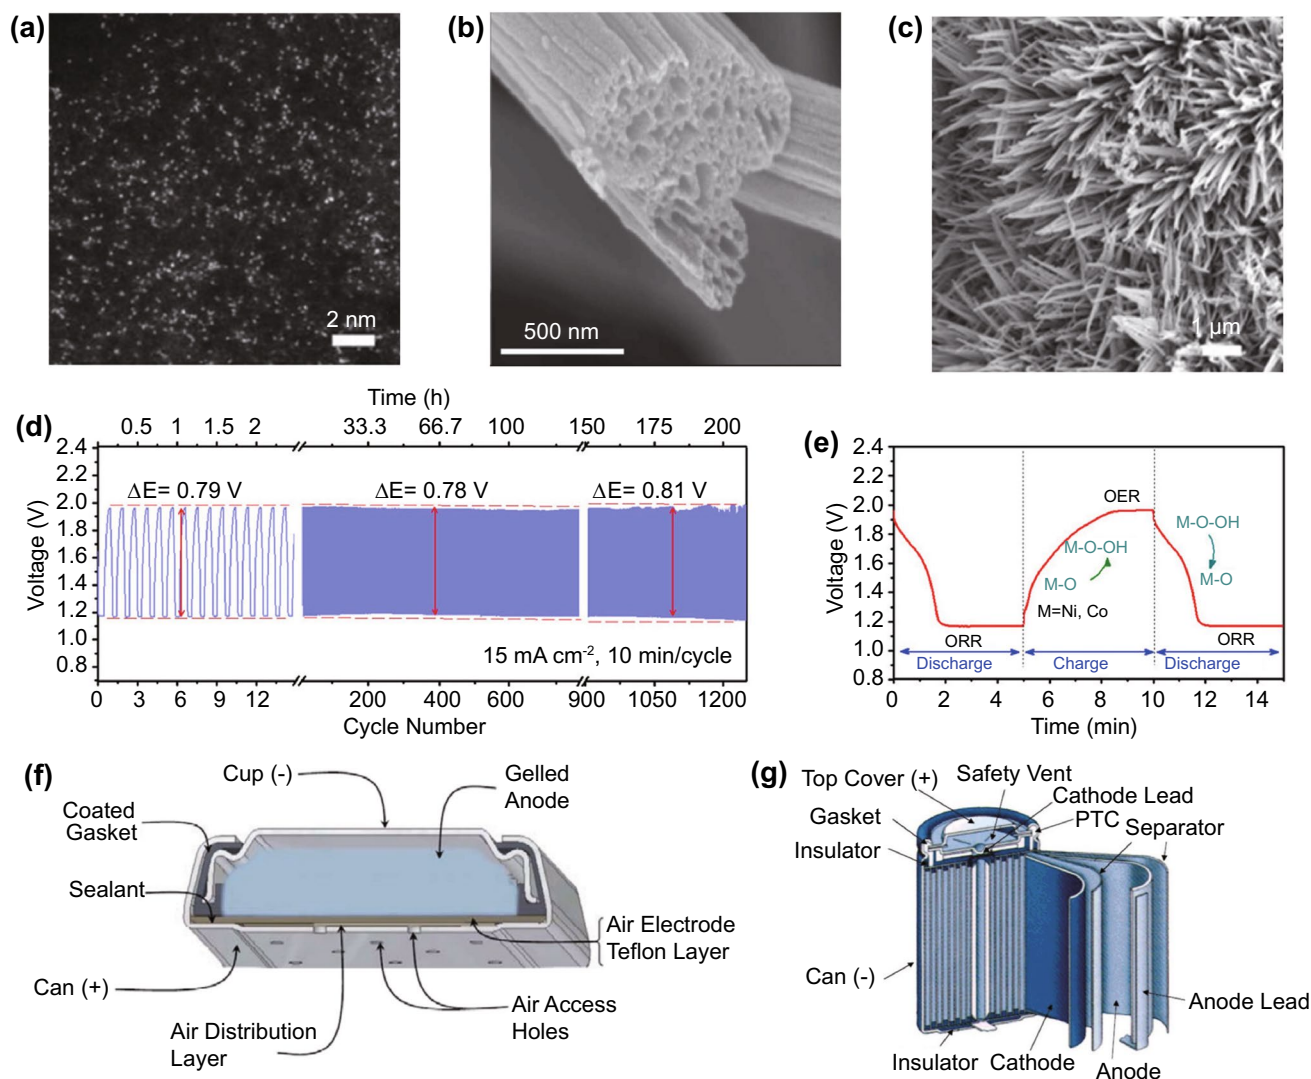 (a)
2 nm
(b)
500 nm
(c)
1 µm
(d)
Time (h)
0.5 1 1.5 2 33.3 66.7 100 150 175 200
2.4
2.2
2.0
1.8
1.6
1.4
1.2
1.0
0.8
Voltage (V)
ΔE= 0.79 V
ΔE= 0.78 V
ΔE= 0.81 V
15 mA cm-2, 10 min/cycle
0 3 6 9 12 200 400 600 800 900 1050 1200
Cycle Number
(e)
2.4
2.2
2.0
1.8
1.6
1.4
1.2
1.0
0.8
Voltage (V)
OER
M-O-OH
M-O
M=Ni, Co
M-O-OH
M-O
ORR
ORR
Discharge
Charge
Discharge
0 2 4 6 8 10 12 14
Time (min)
(f)
Cup (-)
Gelled
Anode
Coated
Gasket
Sealant
Can (+)
Air Distribution
Layer
Air Access
Holes
Air Electrode
Teflon Layer
(g)
Top Cover (+)
Safety Vent
Cathode Lead
PTC
Gasket
Separator
Insulator
Can (-)
Anode Lead
Insulator
Cathode
Anode